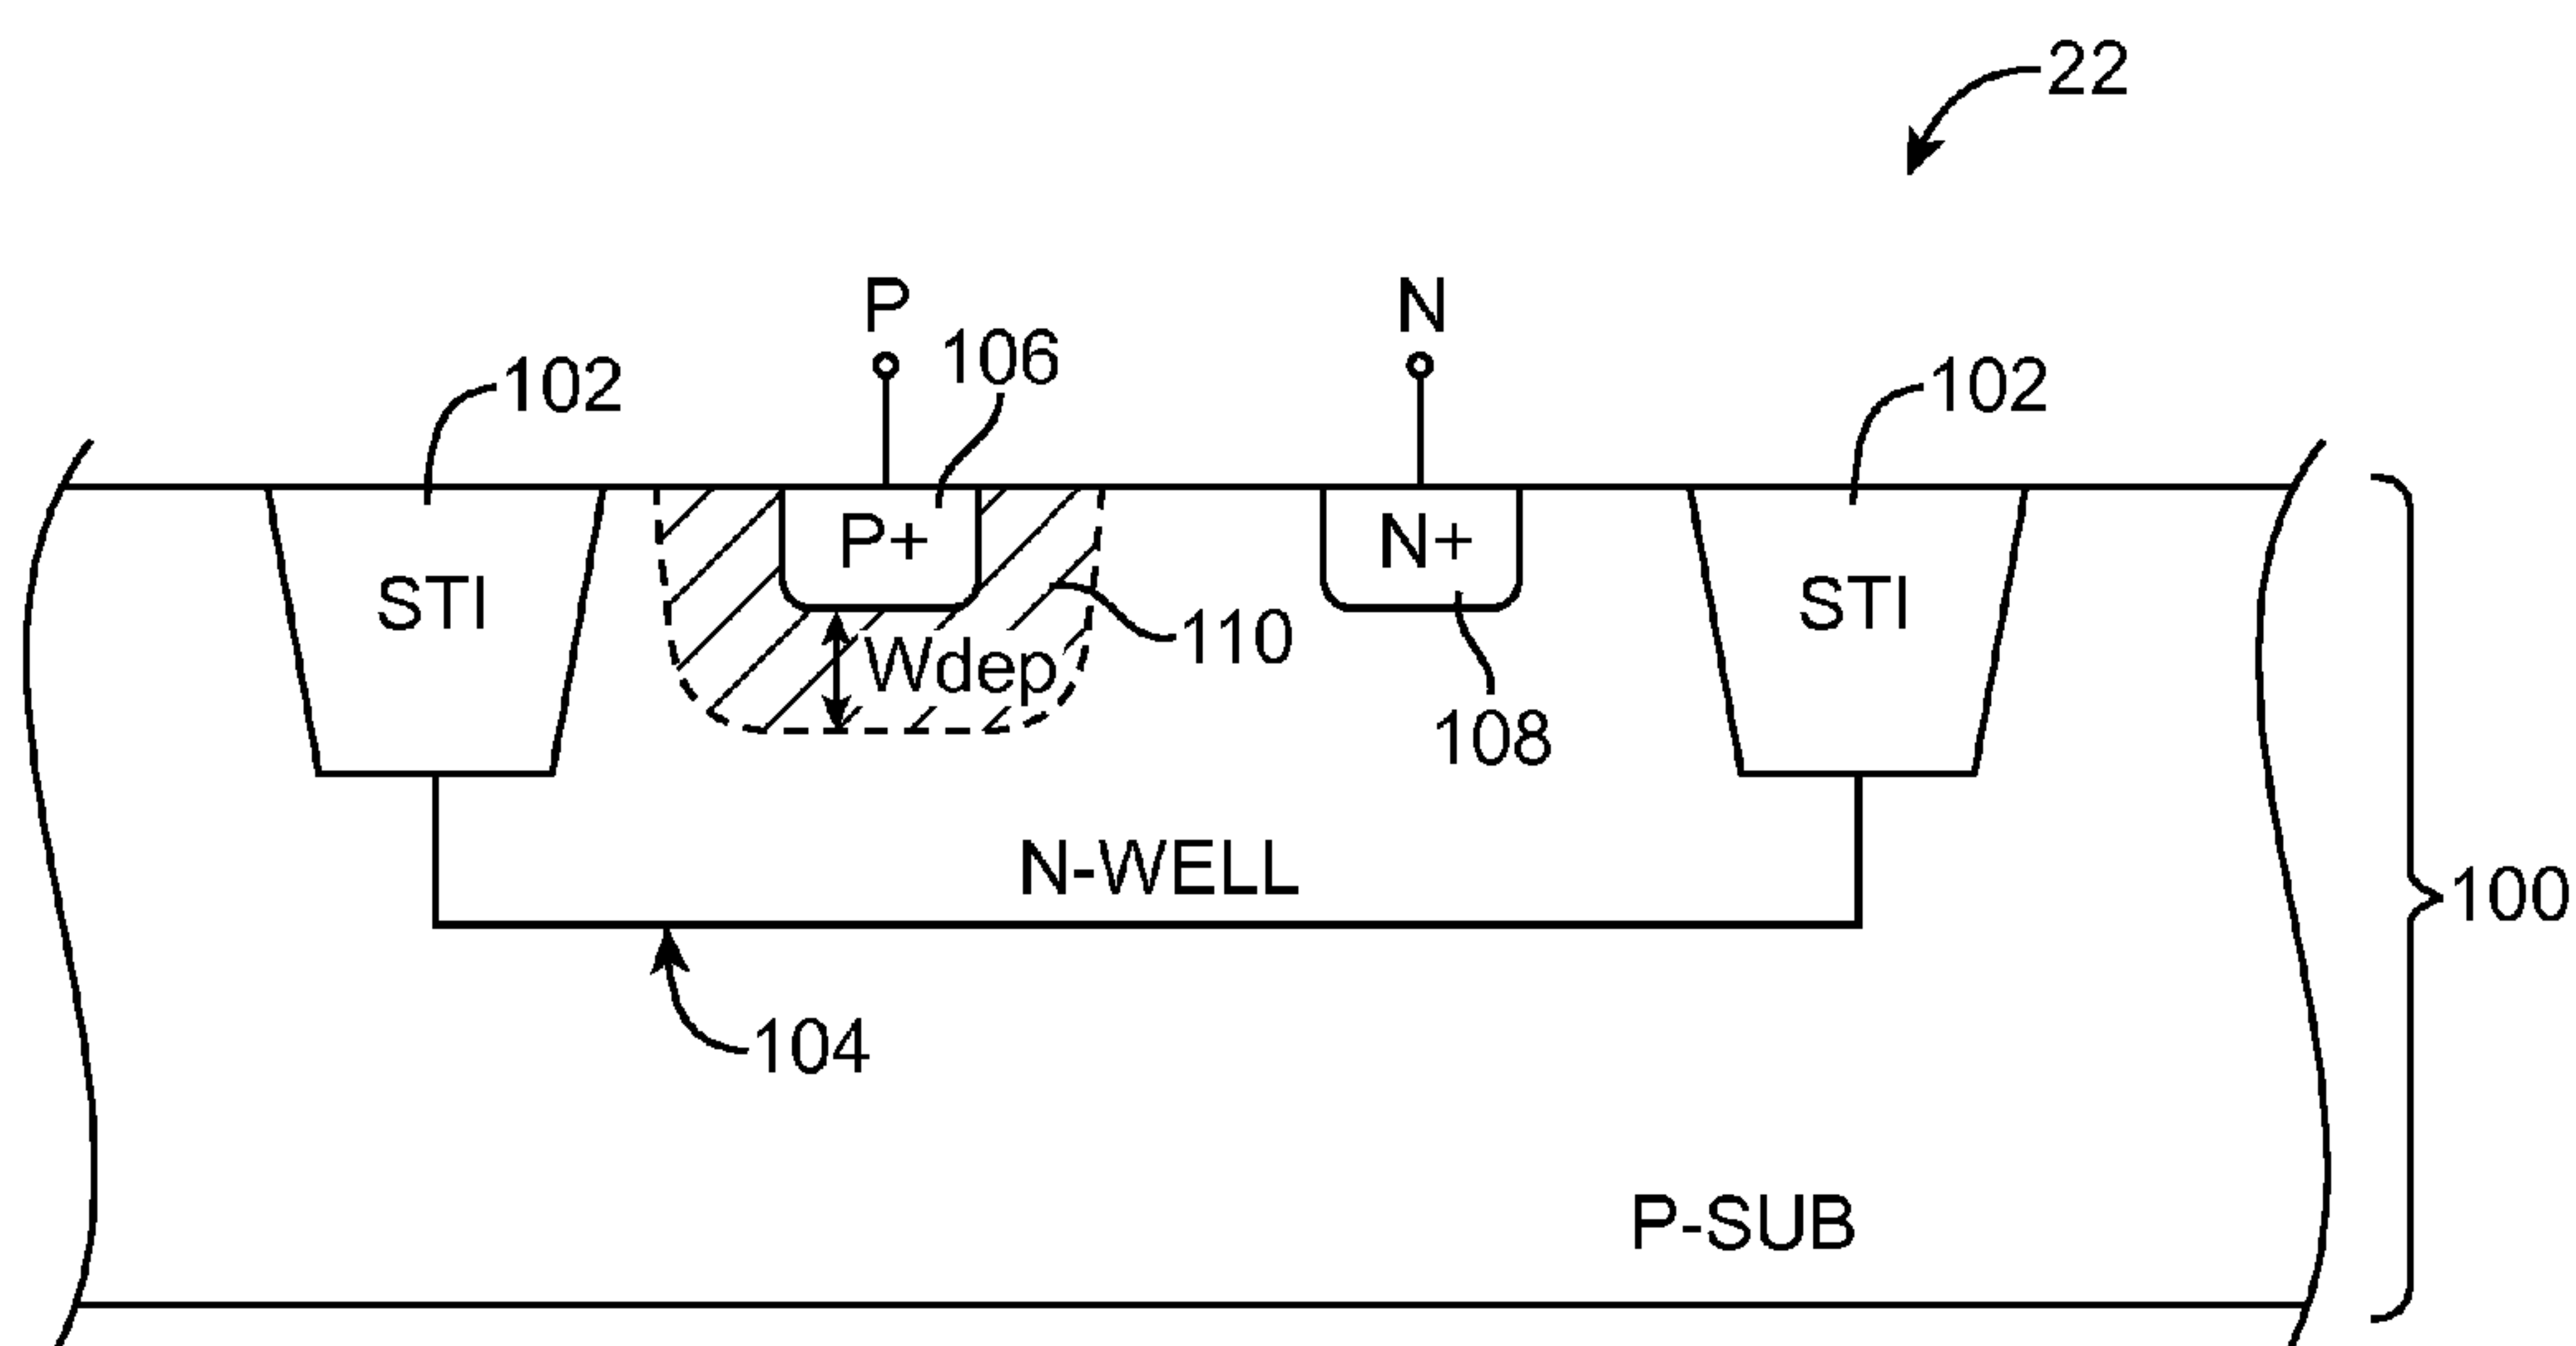 22
P
N
106
102
102
P+
N+
STI
STI
110
Wdep
108
N-WELL
100
104
P-SUB